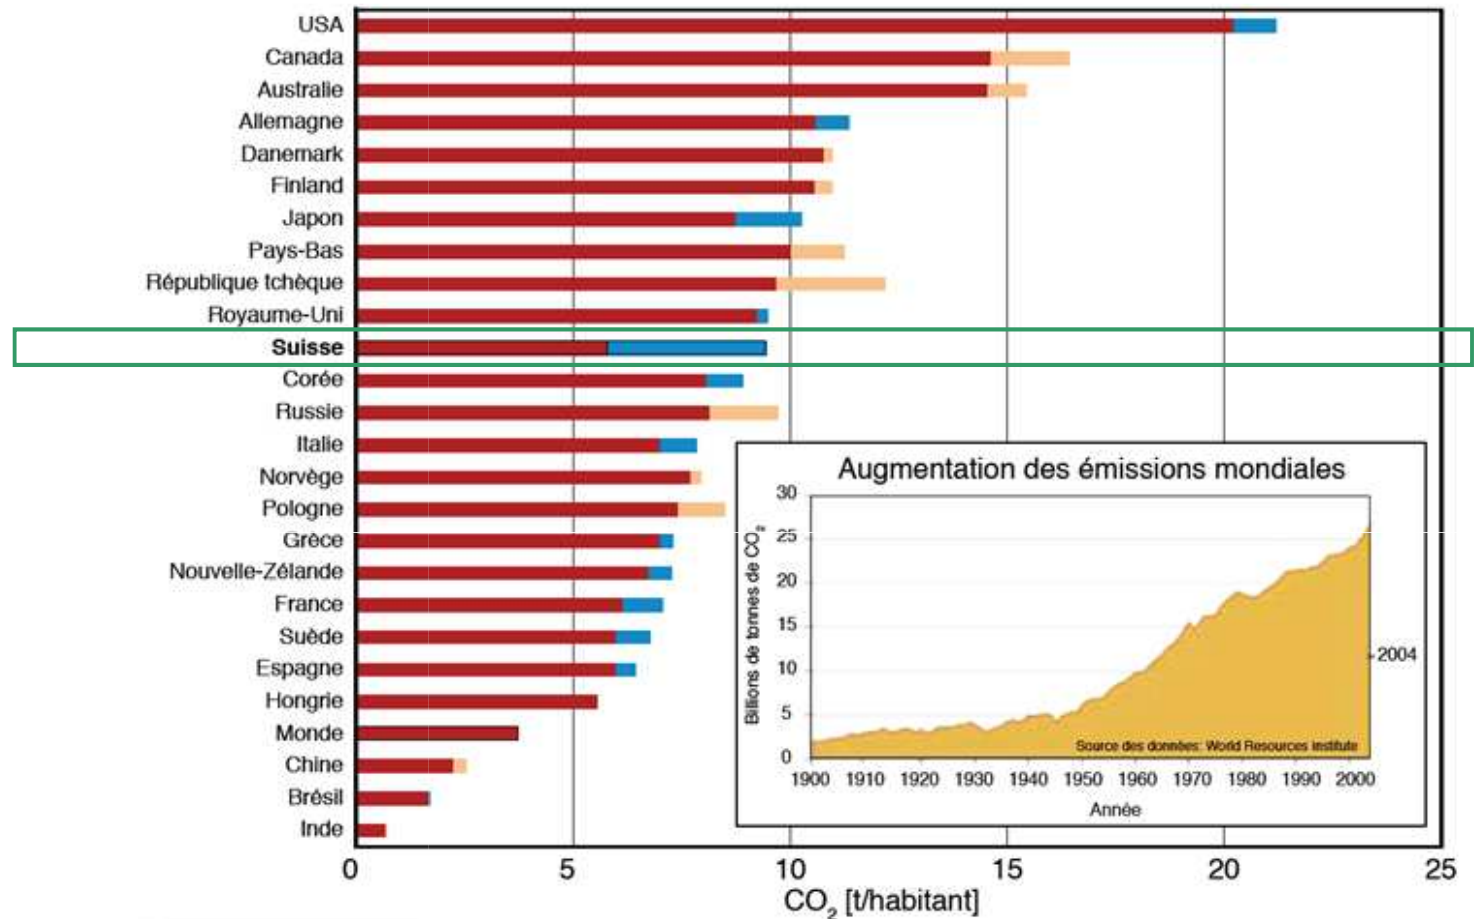 USA
Canada
Australie
Allemagne
Danemark
Finland
Japon
Pays-Bas
République tchèque
Royaume-Uni
Suisse
Corée
Russie
Italie
Norvège
Pologne
Grèce
Nouvelle-Zélande
France
Suède
Espagne
Hongrie
Monde
Chine
Brésil
Inde
0 5 10 15 20 25
CO₂ [t/habitant]
Augmentation des émissions mondiales
Billions de tonnes de CO₂
30
25
20
15
10
5
0
2004
Source des données: World Resources Institute
1900 1910 1920 1930 1940 1950 1960 1970 1980 1990 2000
Année